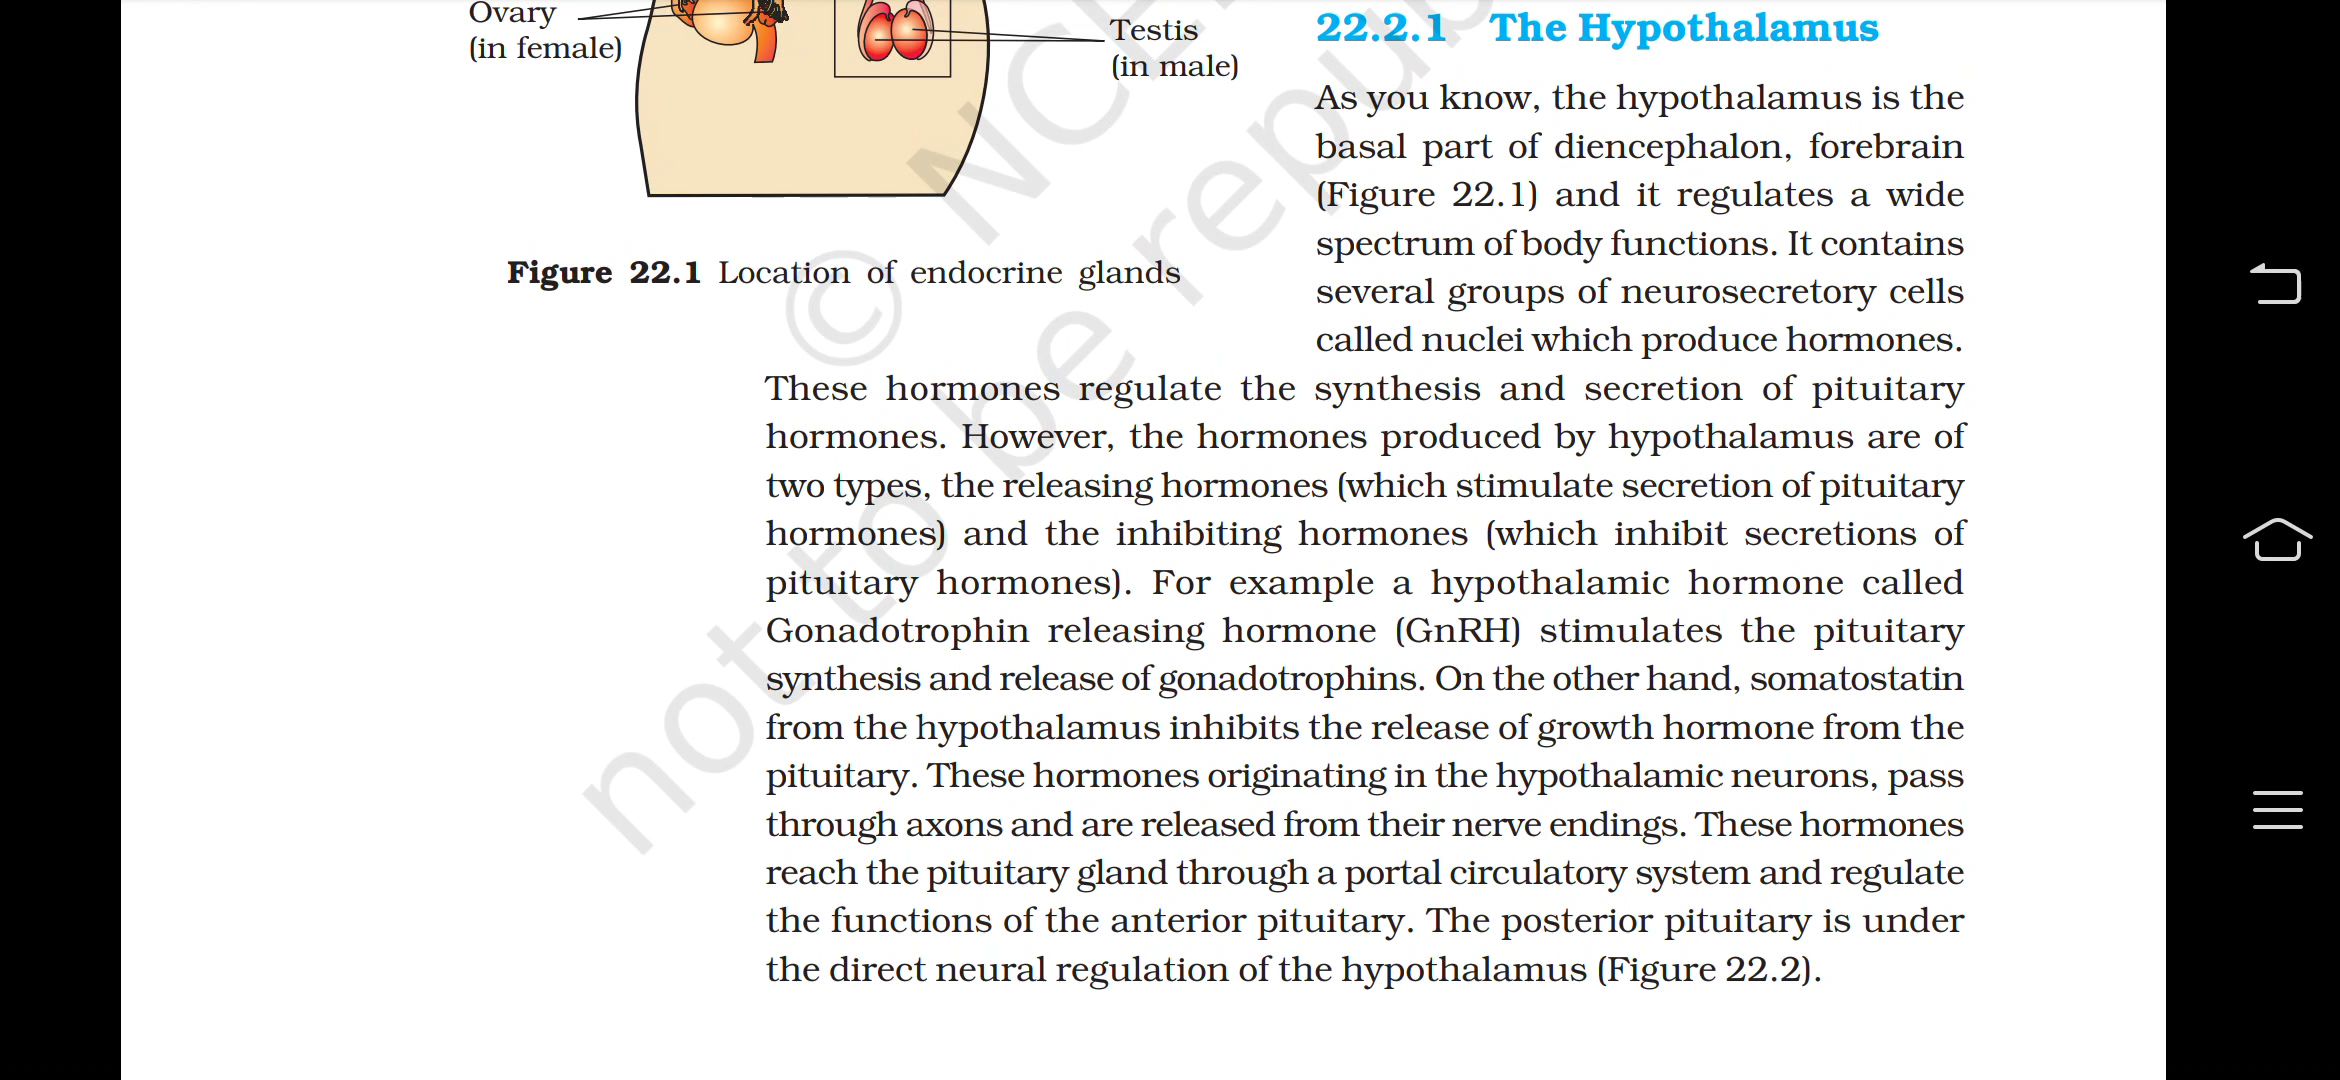 Ovary
(in female)
Testis
(in male)
Figure 22.1 Location of endocrine glands
22.2.1 The Hypothalamus
As you know, the hypothalamus is the
basal part of diencephalon, forebrain
(Figure 22.1) and it regulates a wide
spectrum of body functions. It contains
several groups of neurosecretory cells
called nuclei which produce hormones.
These hormones regulate the synthesis and secretion of pituitary
hormones. However, the hormones produced by hypothalamus are of
two types, the releasing hormones (which stimulate secretion of pituitary
hormones) and the inhibiting hormones (which inhibit secretions of
pituitary hormones). For example a hypothalamic hormone called
Gonadotrophin releasing hormone (GnRH) stimulates the pituitary
synthesis and release of gonadotrophins. On the other hand, somatostatin
from the hypothalamus inhibits the release of growth hormone from the
pituitary. These hormones originating in the hypothalamic neurons, pass
through axons and are released from their nerve endings. These hormones
reach the pituitary gland through a portal circulatory system and regulate
the functions of the anterior pituitary. The posterior pituitary is under
the direct neural regulation of the hypothalamus (Figure 22.2).
© NCE
not to be repub